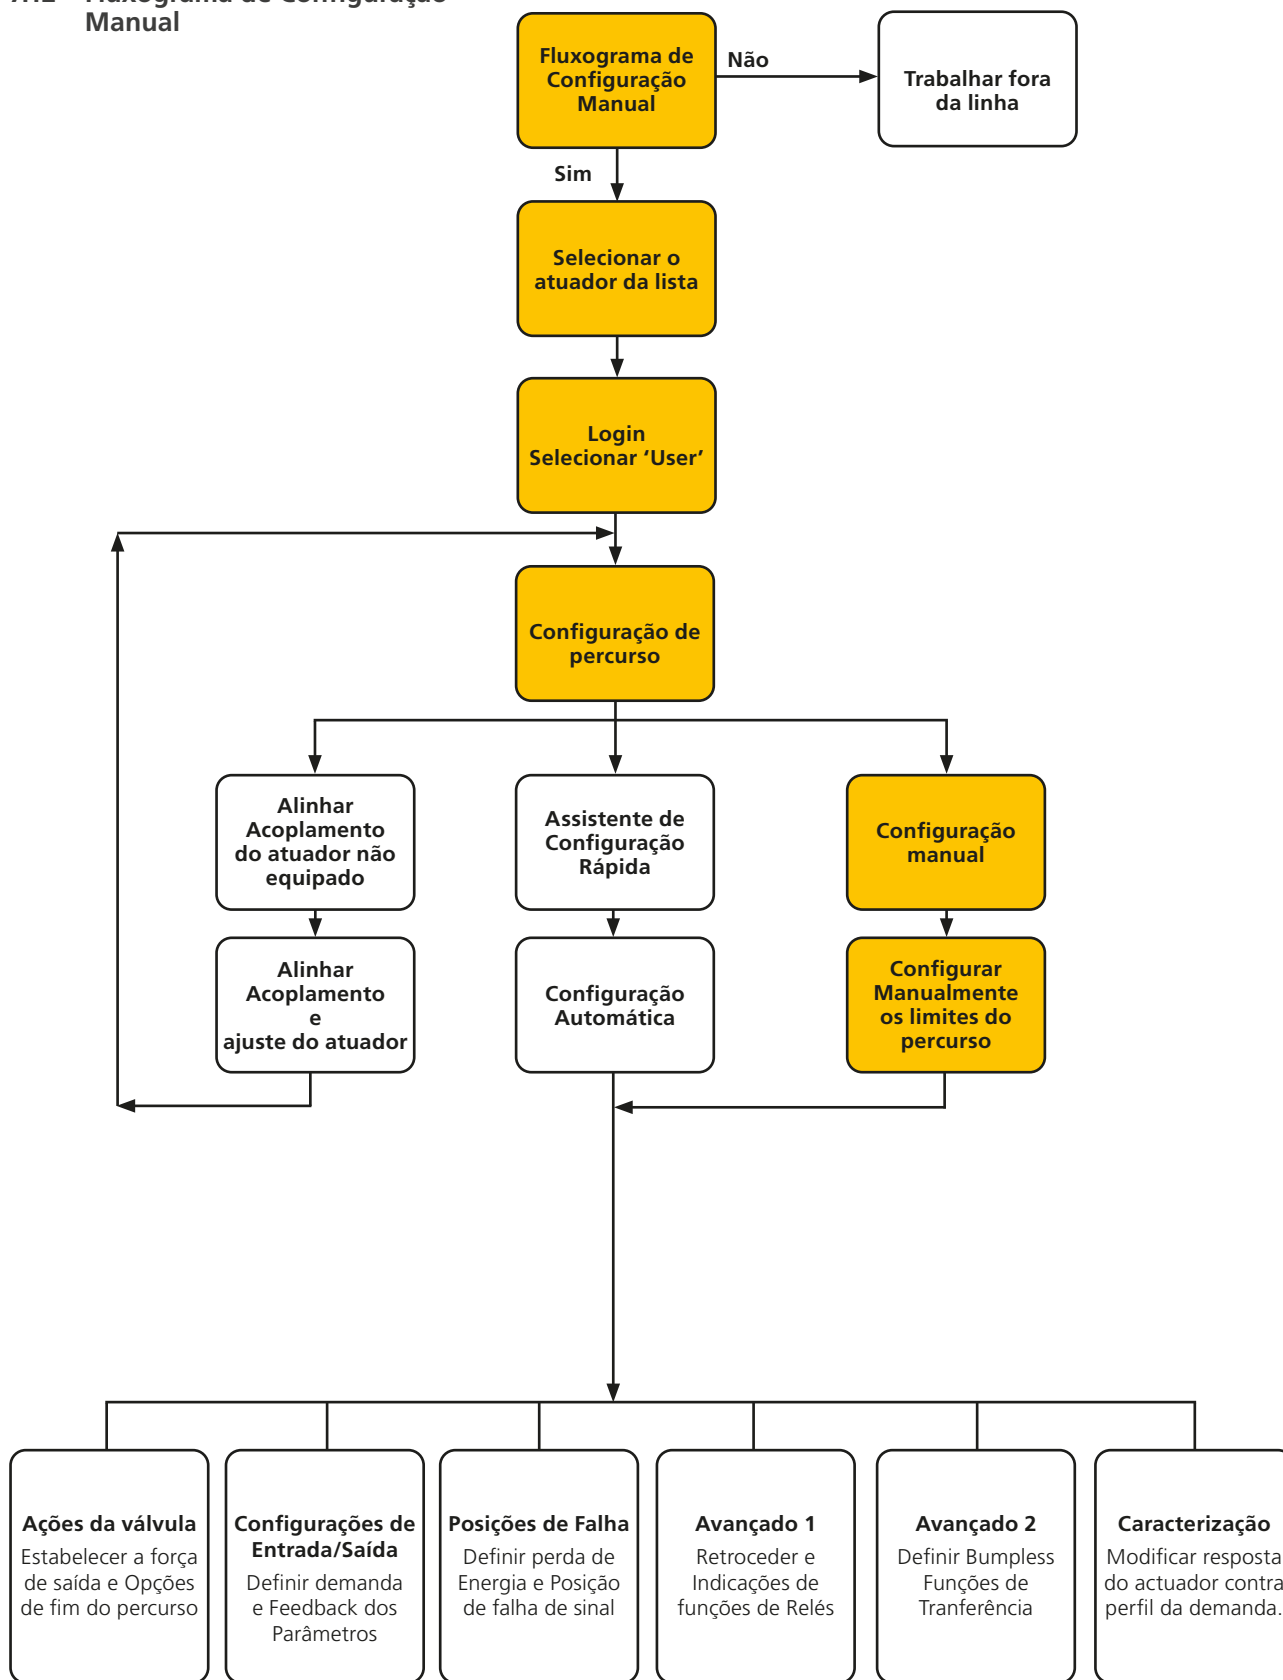 Fluxograma de Configuração
Manual
Fluxograma de
Configuração
Manual
Não
Trabalhar fora
da linha
Sim
Selecionar o
atuador da lista
Login
Selecionar ‘User’
Configuração de
percurso
Alinhar
Acoplamento
do atuador não
equipado
Assistente de
Configuração
Rápida
Configuração
manual
Alinhar
Acoplamento
e
ajuste do atuador
Configuração
Automática
Configurar
Manualmente
os limites do
percurso
Ações da válvula
Estabelecer a força
de saída e Opções
de fim do percurso
Configurações de
Entrada/Saída
Definir demanda
e Feedback dos
Parâmetros
Posições de Falha
Definir perda de
Energia e Posição
de falha de sinal
Avançado 1
Retroceder e
Indicações de
funções de Relés
Avançado 2
Definir Bumpless
Funções de
Tranferência
Caracterização
Modificar resposta
do actuador contra
perfil da demanda.